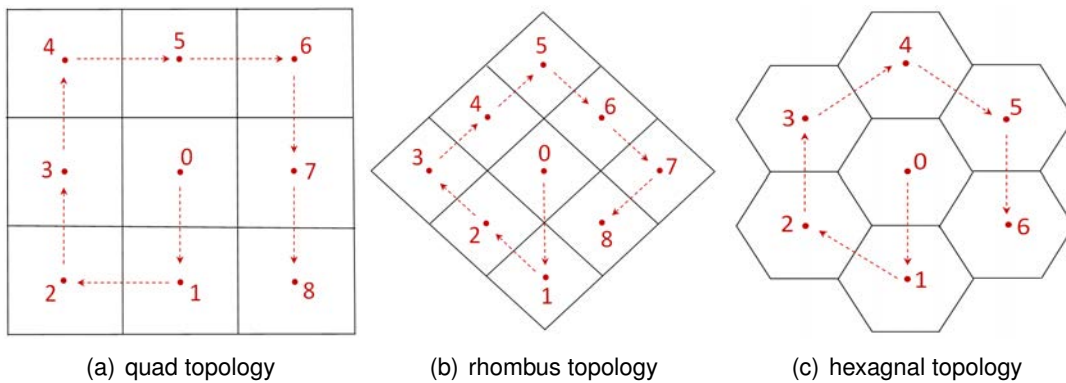 4 5 6
3 0 7
2 1 8
(a) quad topology
5
4 6
3 0 7
2 8
1
(b) rhombus topology
4
3 5
0
2 6
1
(c) hexagnal topology